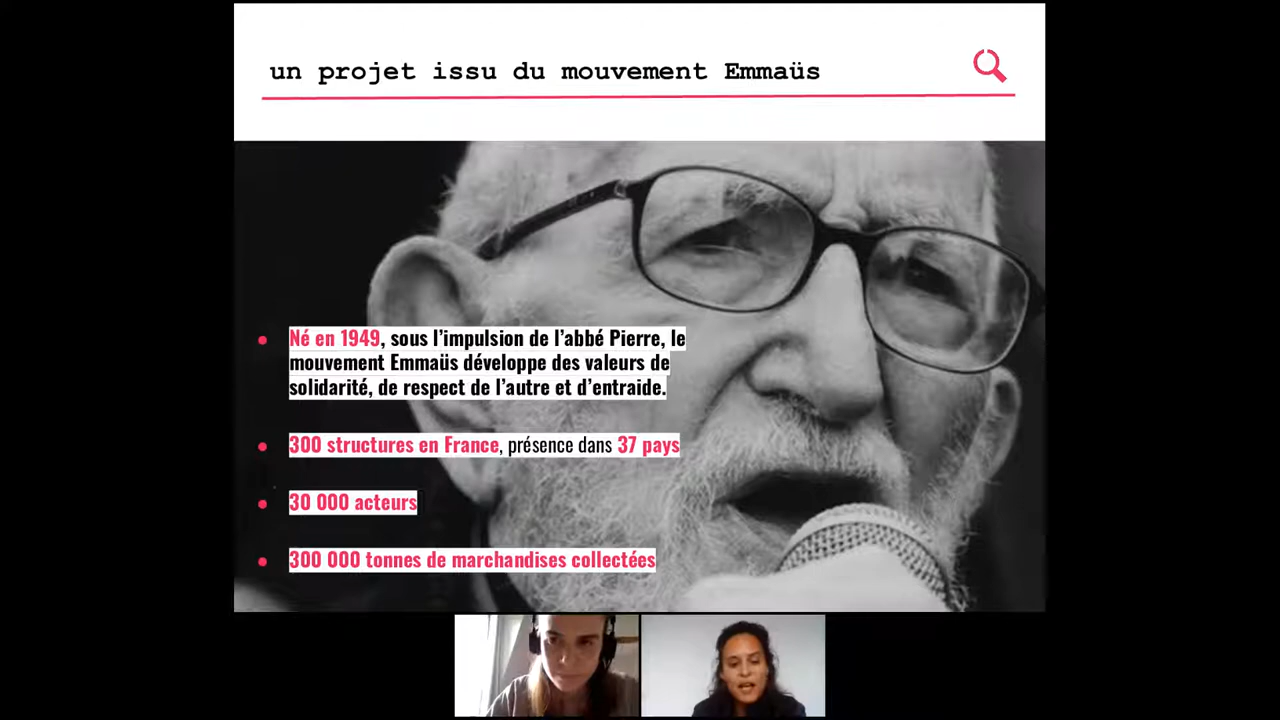 un projet issu du mouvement Emmaüs
Né en 1949, sous l'impulsion de l'abbé Pierre, le
mouvement Emmaüs développe des valeurs de
solidarité, de respect de l'autre et d'entraide.
300 structures en France, présence dans 37 pays
30 000 acteurs
300 000 tonnes de marchandises collectées